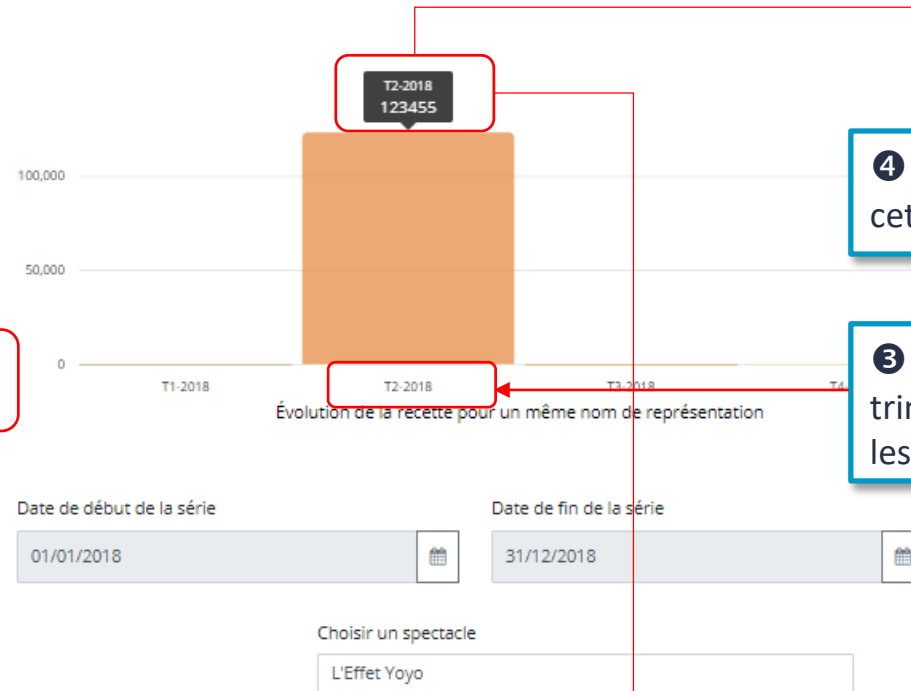 T2-2018
123455
100,000
50,000
0
T1-2018 T2-2018 T3-2018 T4-
Évolution de la recette pour un même nom de représentation
❹
cet
❸
trin
les
Date de début de la série Date de fin de la série
01/01/2018 31/12/2018
Choisir un spectacle
L'Effet Yoyo